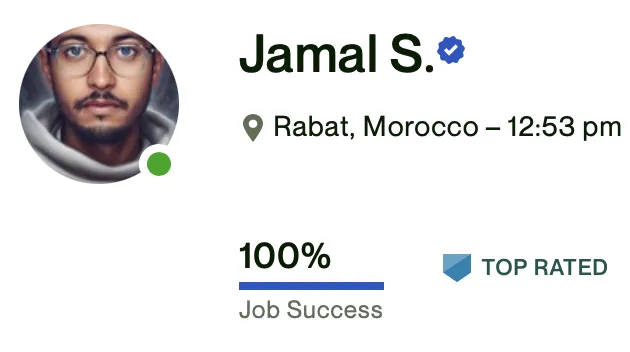 Jamal S.
Rabat, Morocco – 12:53 pm
100%
Job Success
TOP RATED